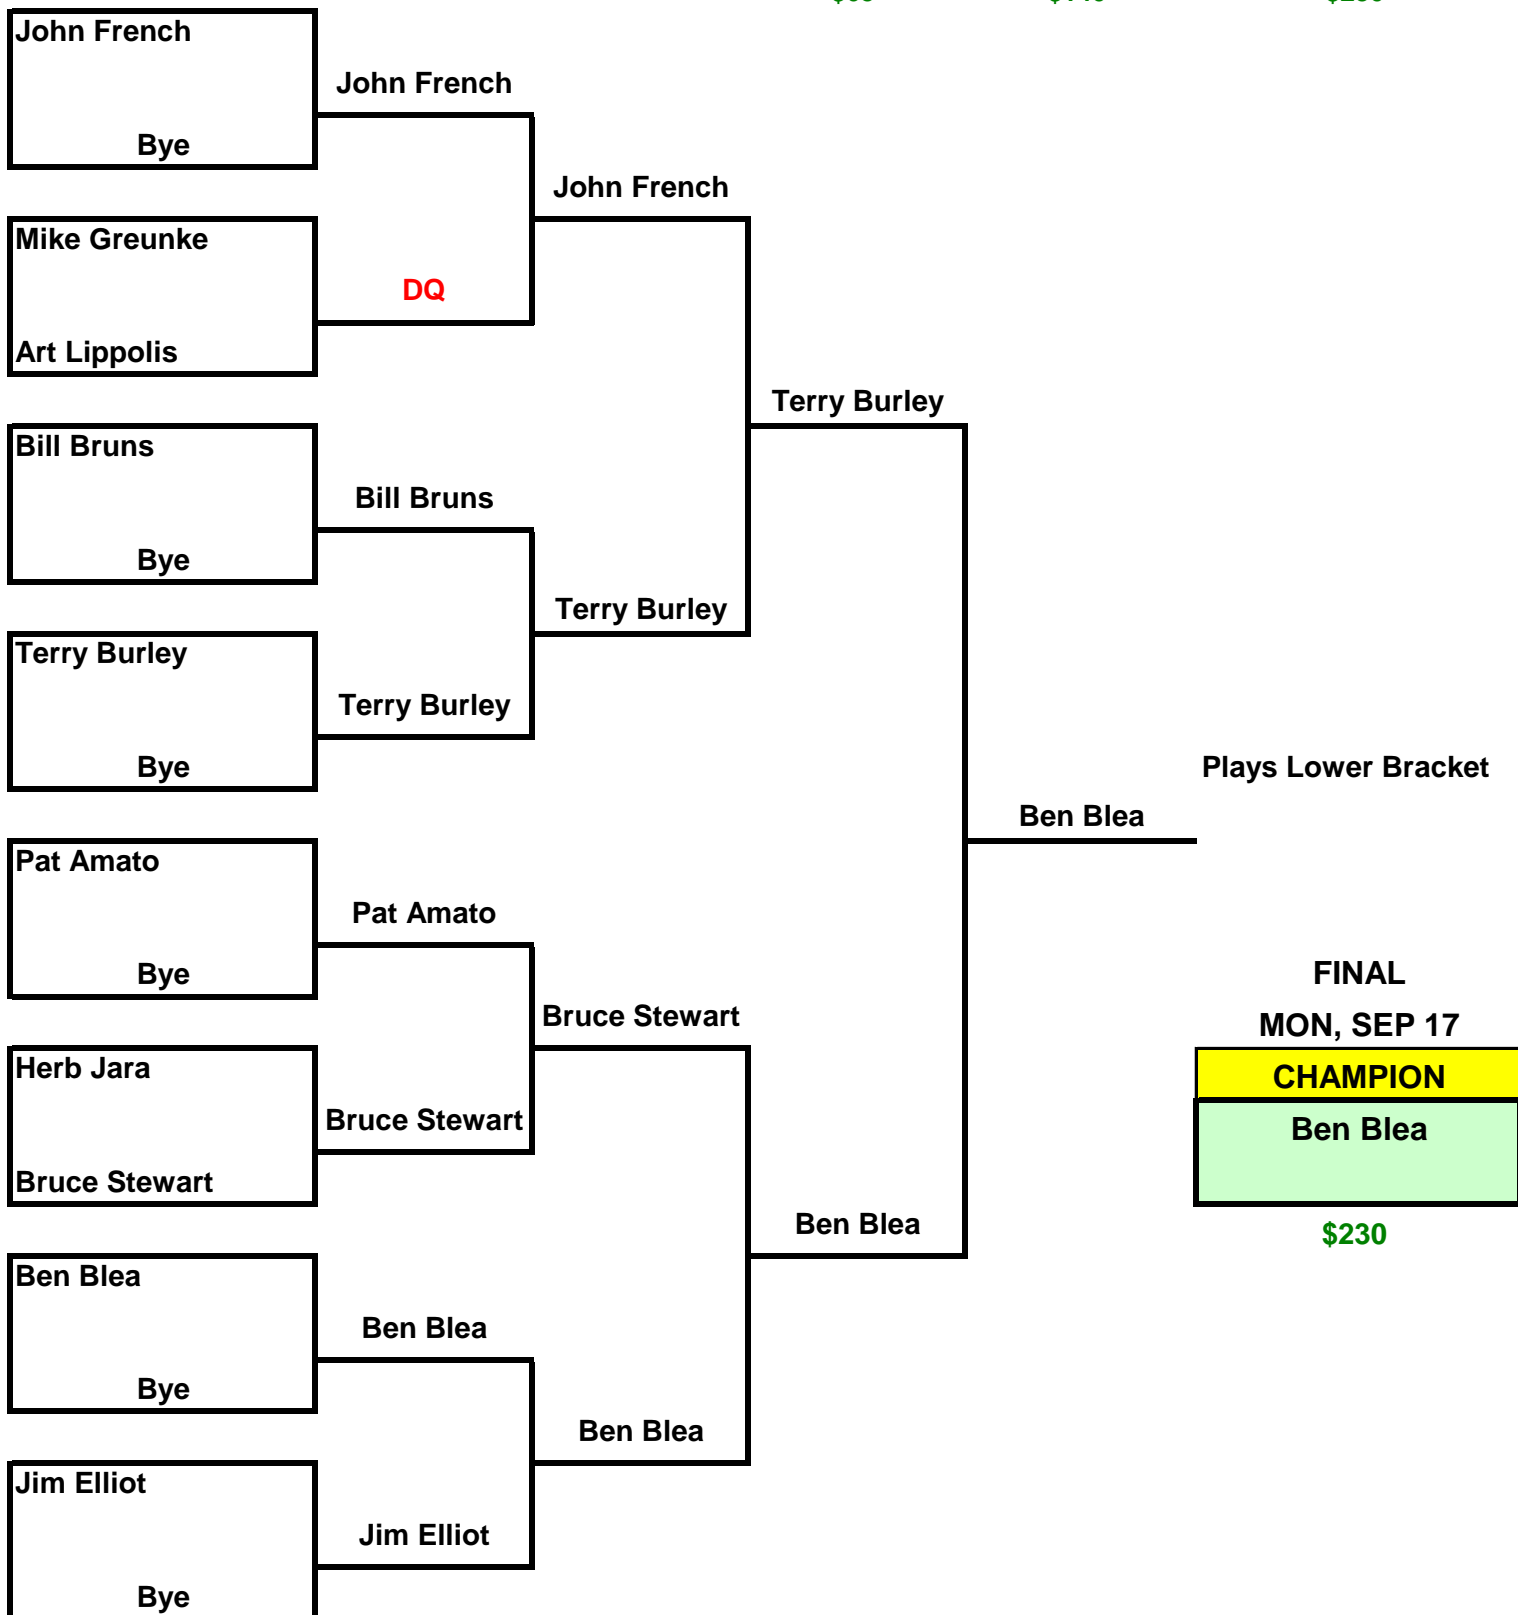 John French
John French
Bye
John French
Mike Greunke
DQ
Art Lippolis
Terry Burley
Bill Bruns
Bill Bruns
Bye
Terry Burley
Terry Burley
Terry Burley
Bye
Plays Lower Bracket
Ben Blea
Pat Amato
Pat Amato
Bye
FINAL
Bruce Stewart
MON, SEP 17
Herb Jara
CHAMPION
Bruce Stewart
Ben Blea
Bruce Stewart
Ben Blea
$230
Ben Blea
Ben Blea
Bye
Ben Blea
Jim Elliot
Jim Elliot
Bye